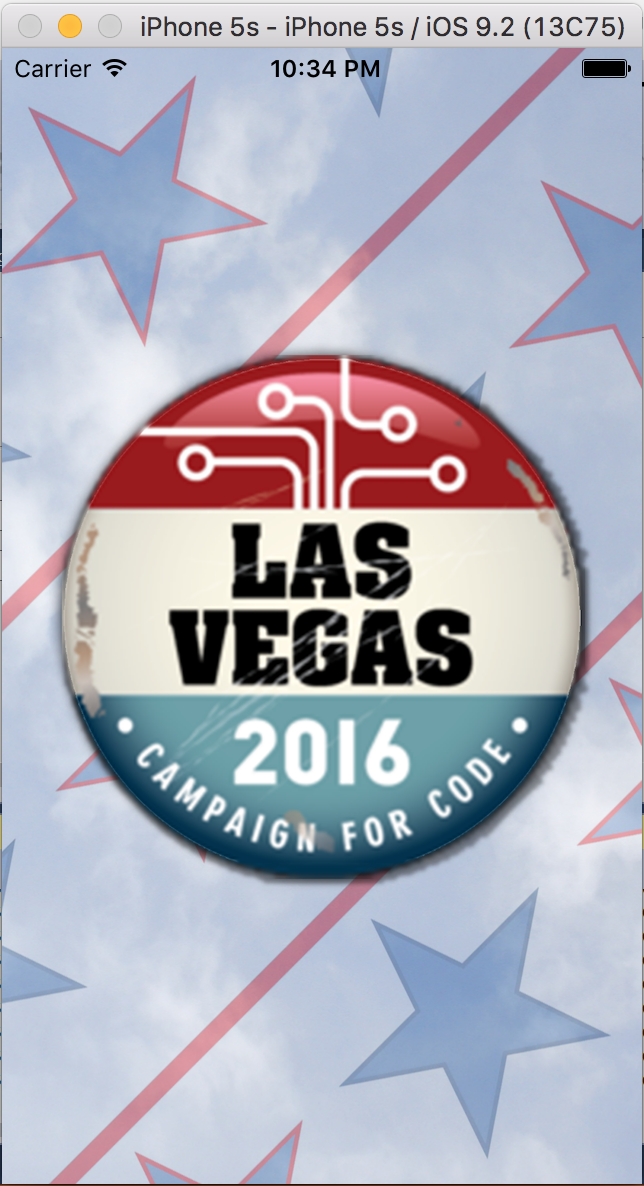 iPhone 5s - iPhone 5s / iOS 9.2 (13C75)
Carrier 10:34 PM
LAS
VEGAS
2016
CAMPAIGN FOR CODE